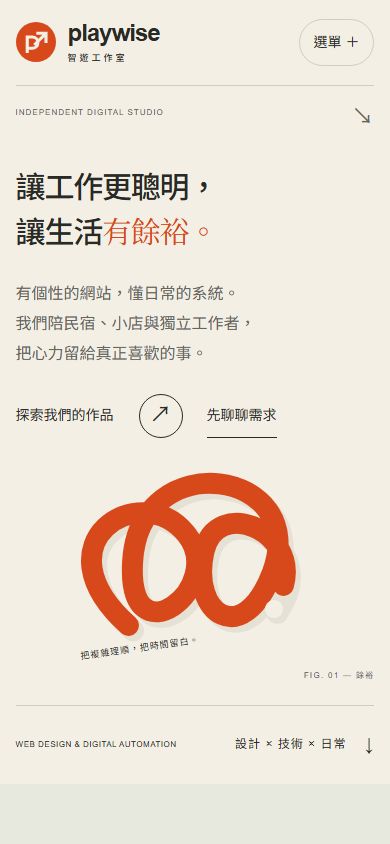 playwise
智遊工作室
選單 ＋
INDEPENDENT DIGITAL STUDIO
讓工作更聰明，
讓生活有餘裕。
有個性的網站，懂日常的系統。
我們陪民宿、小店與獨立工作者，
把心力留給真正喜歡的事。
探索我們的作品 ↗ 先聊聊需求
把複雜理順，把時間留白。
FIG. 01 — 餘裕
WEB DESIGN & DIGITAL AUTOMATION
設計 × 技術 × 日常 ↓